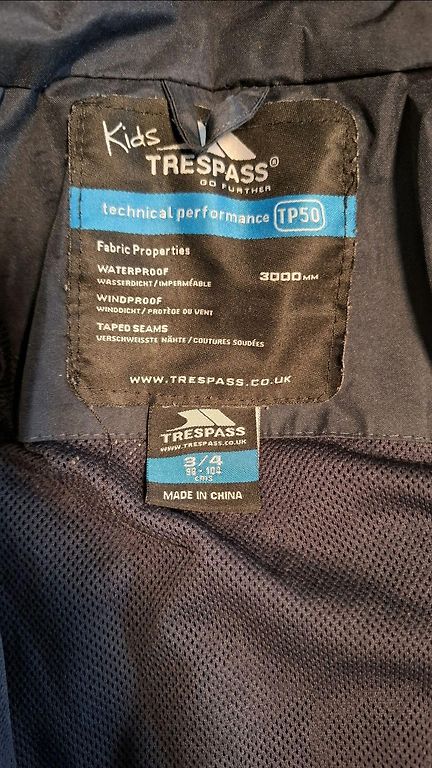 Kids
TRESPASS®
GO FURTHER
technical performance TP50
Fabric Properties
WATERPROOF 3000MM
WASSERDICHT / IMPERMÉABLE
WINDPROOF
WINDDICHT / PROTÈGE DU VENT
TAPED SEAMS
VERSCHWEISSTE NÄHTE / COUTURES SOUDÉES
WWW.TRESPASS.CO.UK
TRESPASS
WWW.TRESPASS.CO.UK
3/4
98 - 104
cms
MADE IN CHINA